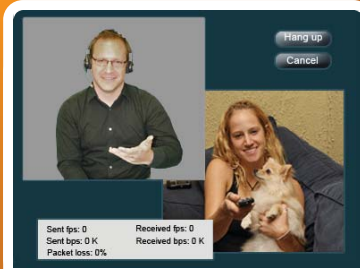 Hang up
Cancel
Sent fps: 0 Received fps: 0
Sent bps: 0 K Received bps: 0 K
Packet loss: 0%